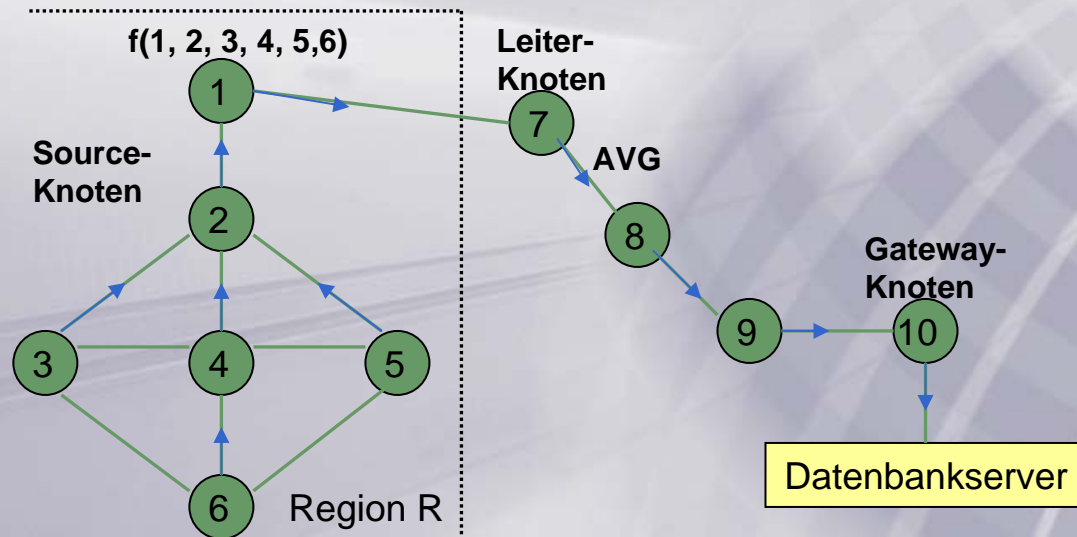 f(1, 2, 3, 4, 5,6)
1
Source-
Knoten
2
3
4
5
6
Region R
Leiter-
Knoten
7
AVG
8
9
Gateway-
Knoten
10
Datenbankserver